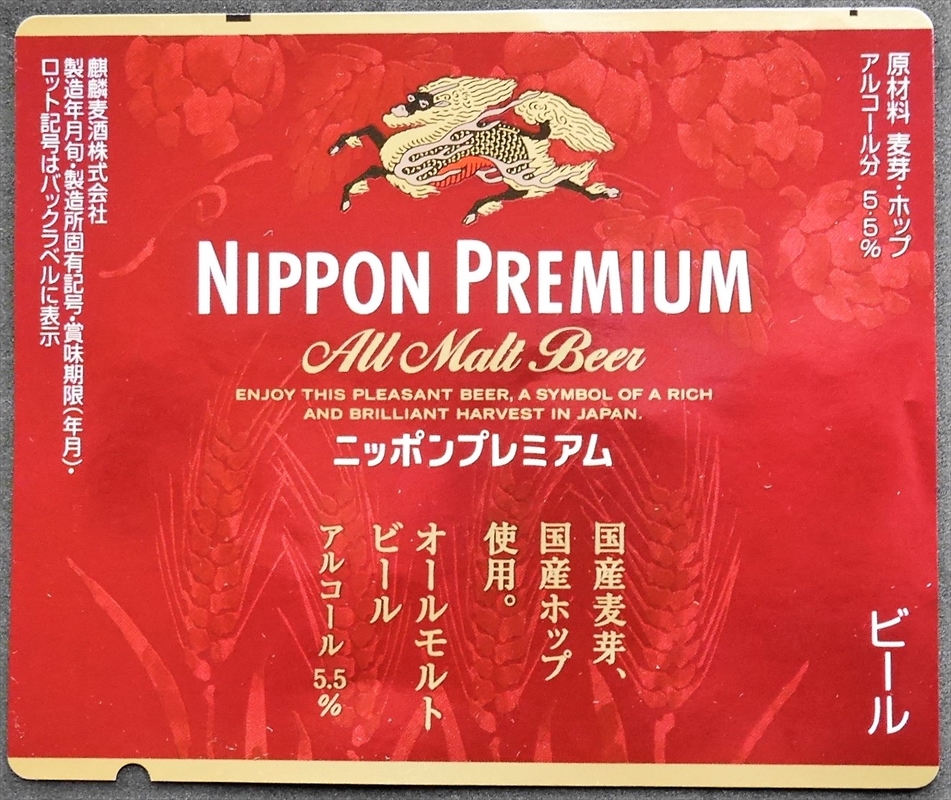 原材料 麦芽・ホップ
アルコール分 5.5%
麒麟麦酒株式会社
製造年月旬・製造所固有記号・賞味期限(年月)・
ロット記号はバックラベルに表示
NIPPON PREMIUM
All Malt Beer
ENJOY THIS PLEASANT BEER, A SYMBOL OF A RICH
AND BRILLIANT HARVEST IN JAPAN.
ニッポンプレミアム
国産麦芽、
国産ホップ
使用。
オールモルト
ビール
アルコール 5.5%
ビール